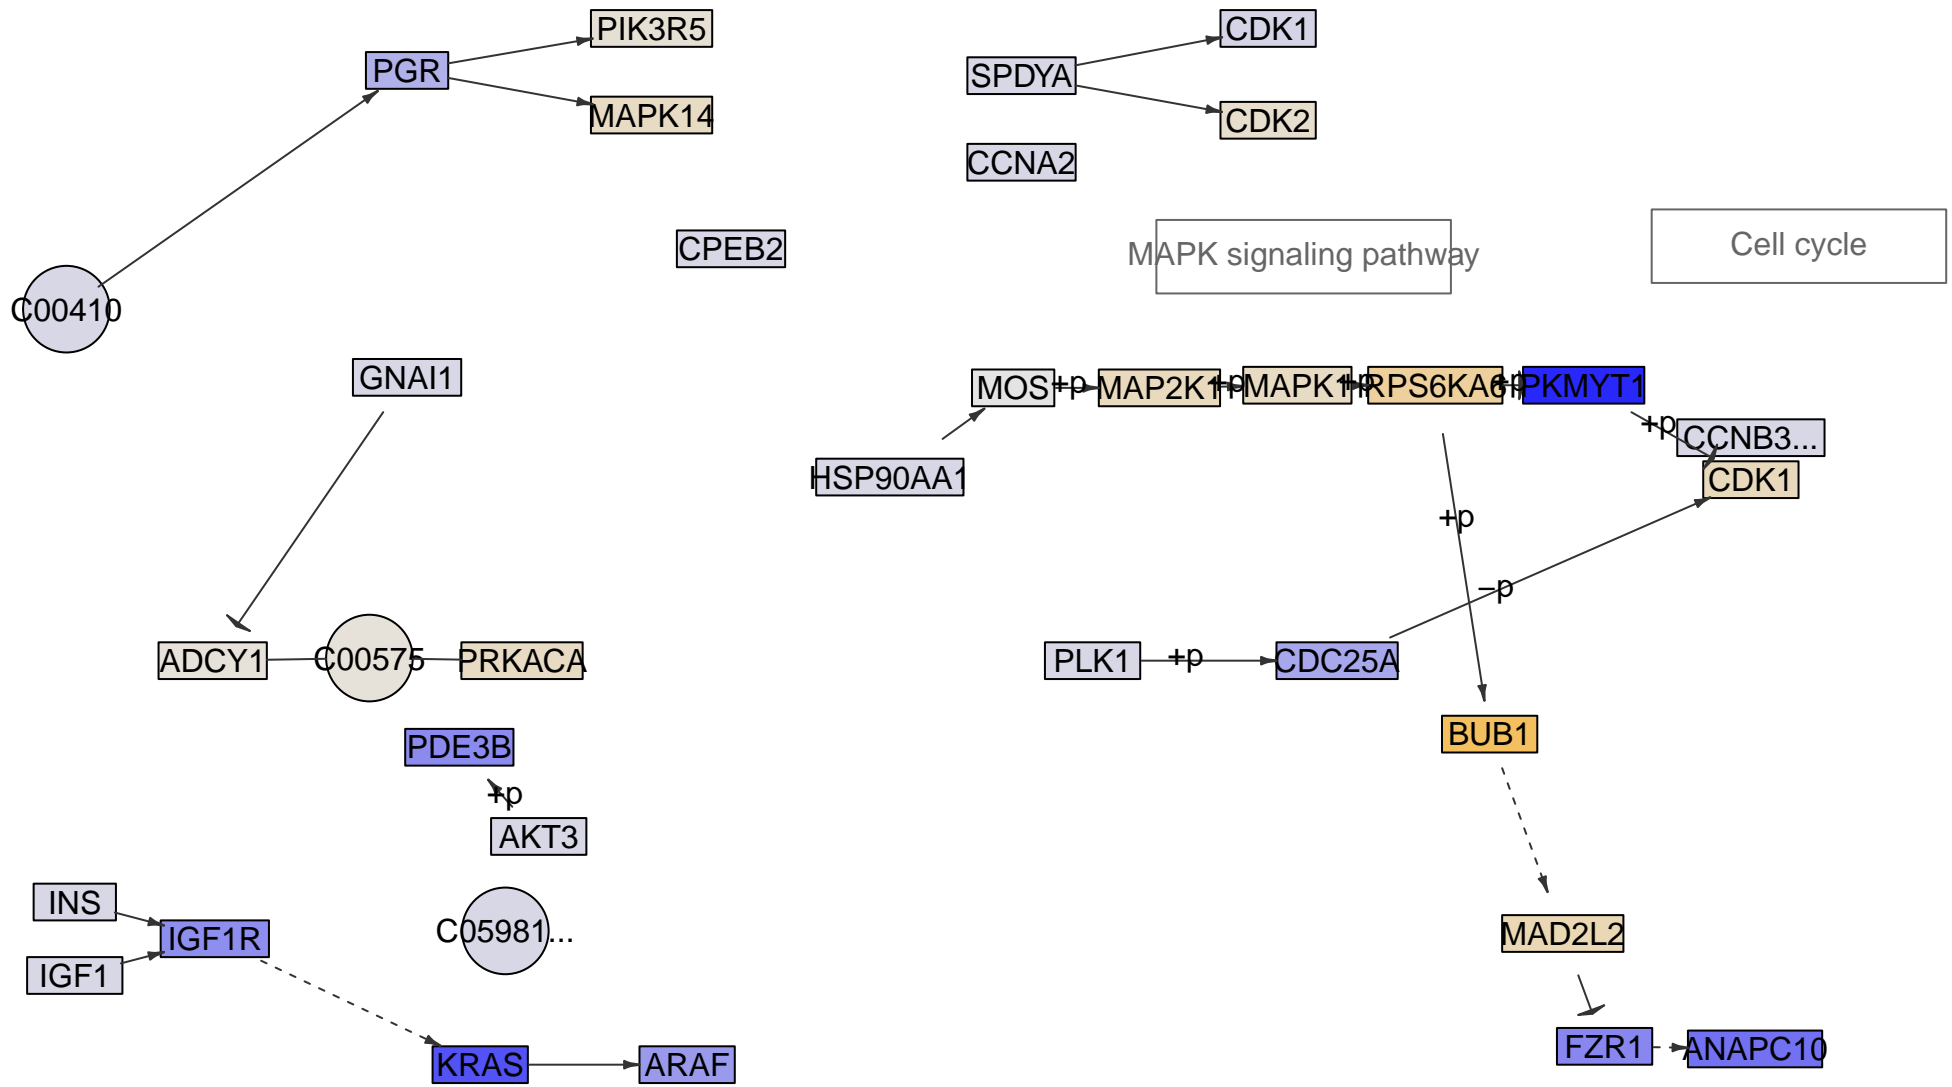 PIK3R5
CDK1
PGR
SPDYA
MAPK14
CDK2
CCNA2
CPEB2
MAPK signaling pathway
Cell cycle
C00410
GNAI1
MOS
+p
MAP2K1
+p
MAPK1
+p
RPS6KA6
+p
PKMYT1
+p
CCNB3...
HSP90AA1
CDK1
+p
−p
ADCY1
C00575
PRKACA
PLK1
+p
CDC25A
PDE3B
BUB1
+p
AKT3
INS
IGF1R
C05981...
MAD2L2
IGF1
KRAS
ARAF
FZR1
ANAPC10